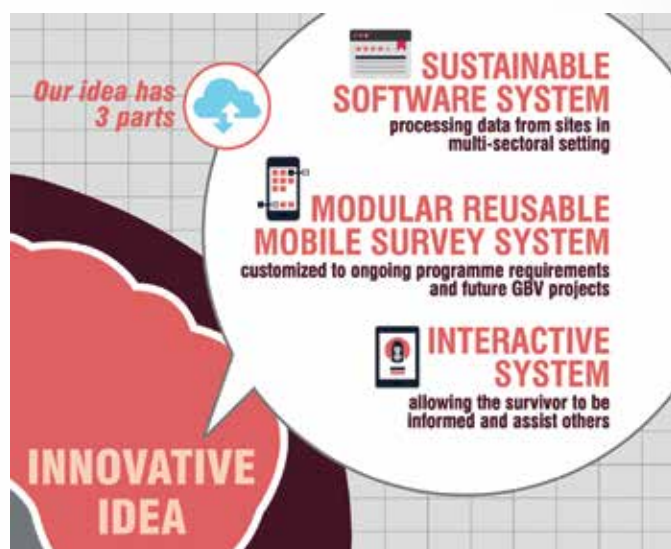 Our idea has
3 parts
SUSTAINABLE
SOFTWARE SYSTEM
processing data from sites in
multi-sectoral setting
MODULAR REUSABLE
MOBILE SURVEY SYSTEM
customized to ongoing programme requirements
and future GBV projects
INTERACTIVE
SYSTEM
allowing the survivor to be
informed and assist others
INNOVATIVE
IDEA